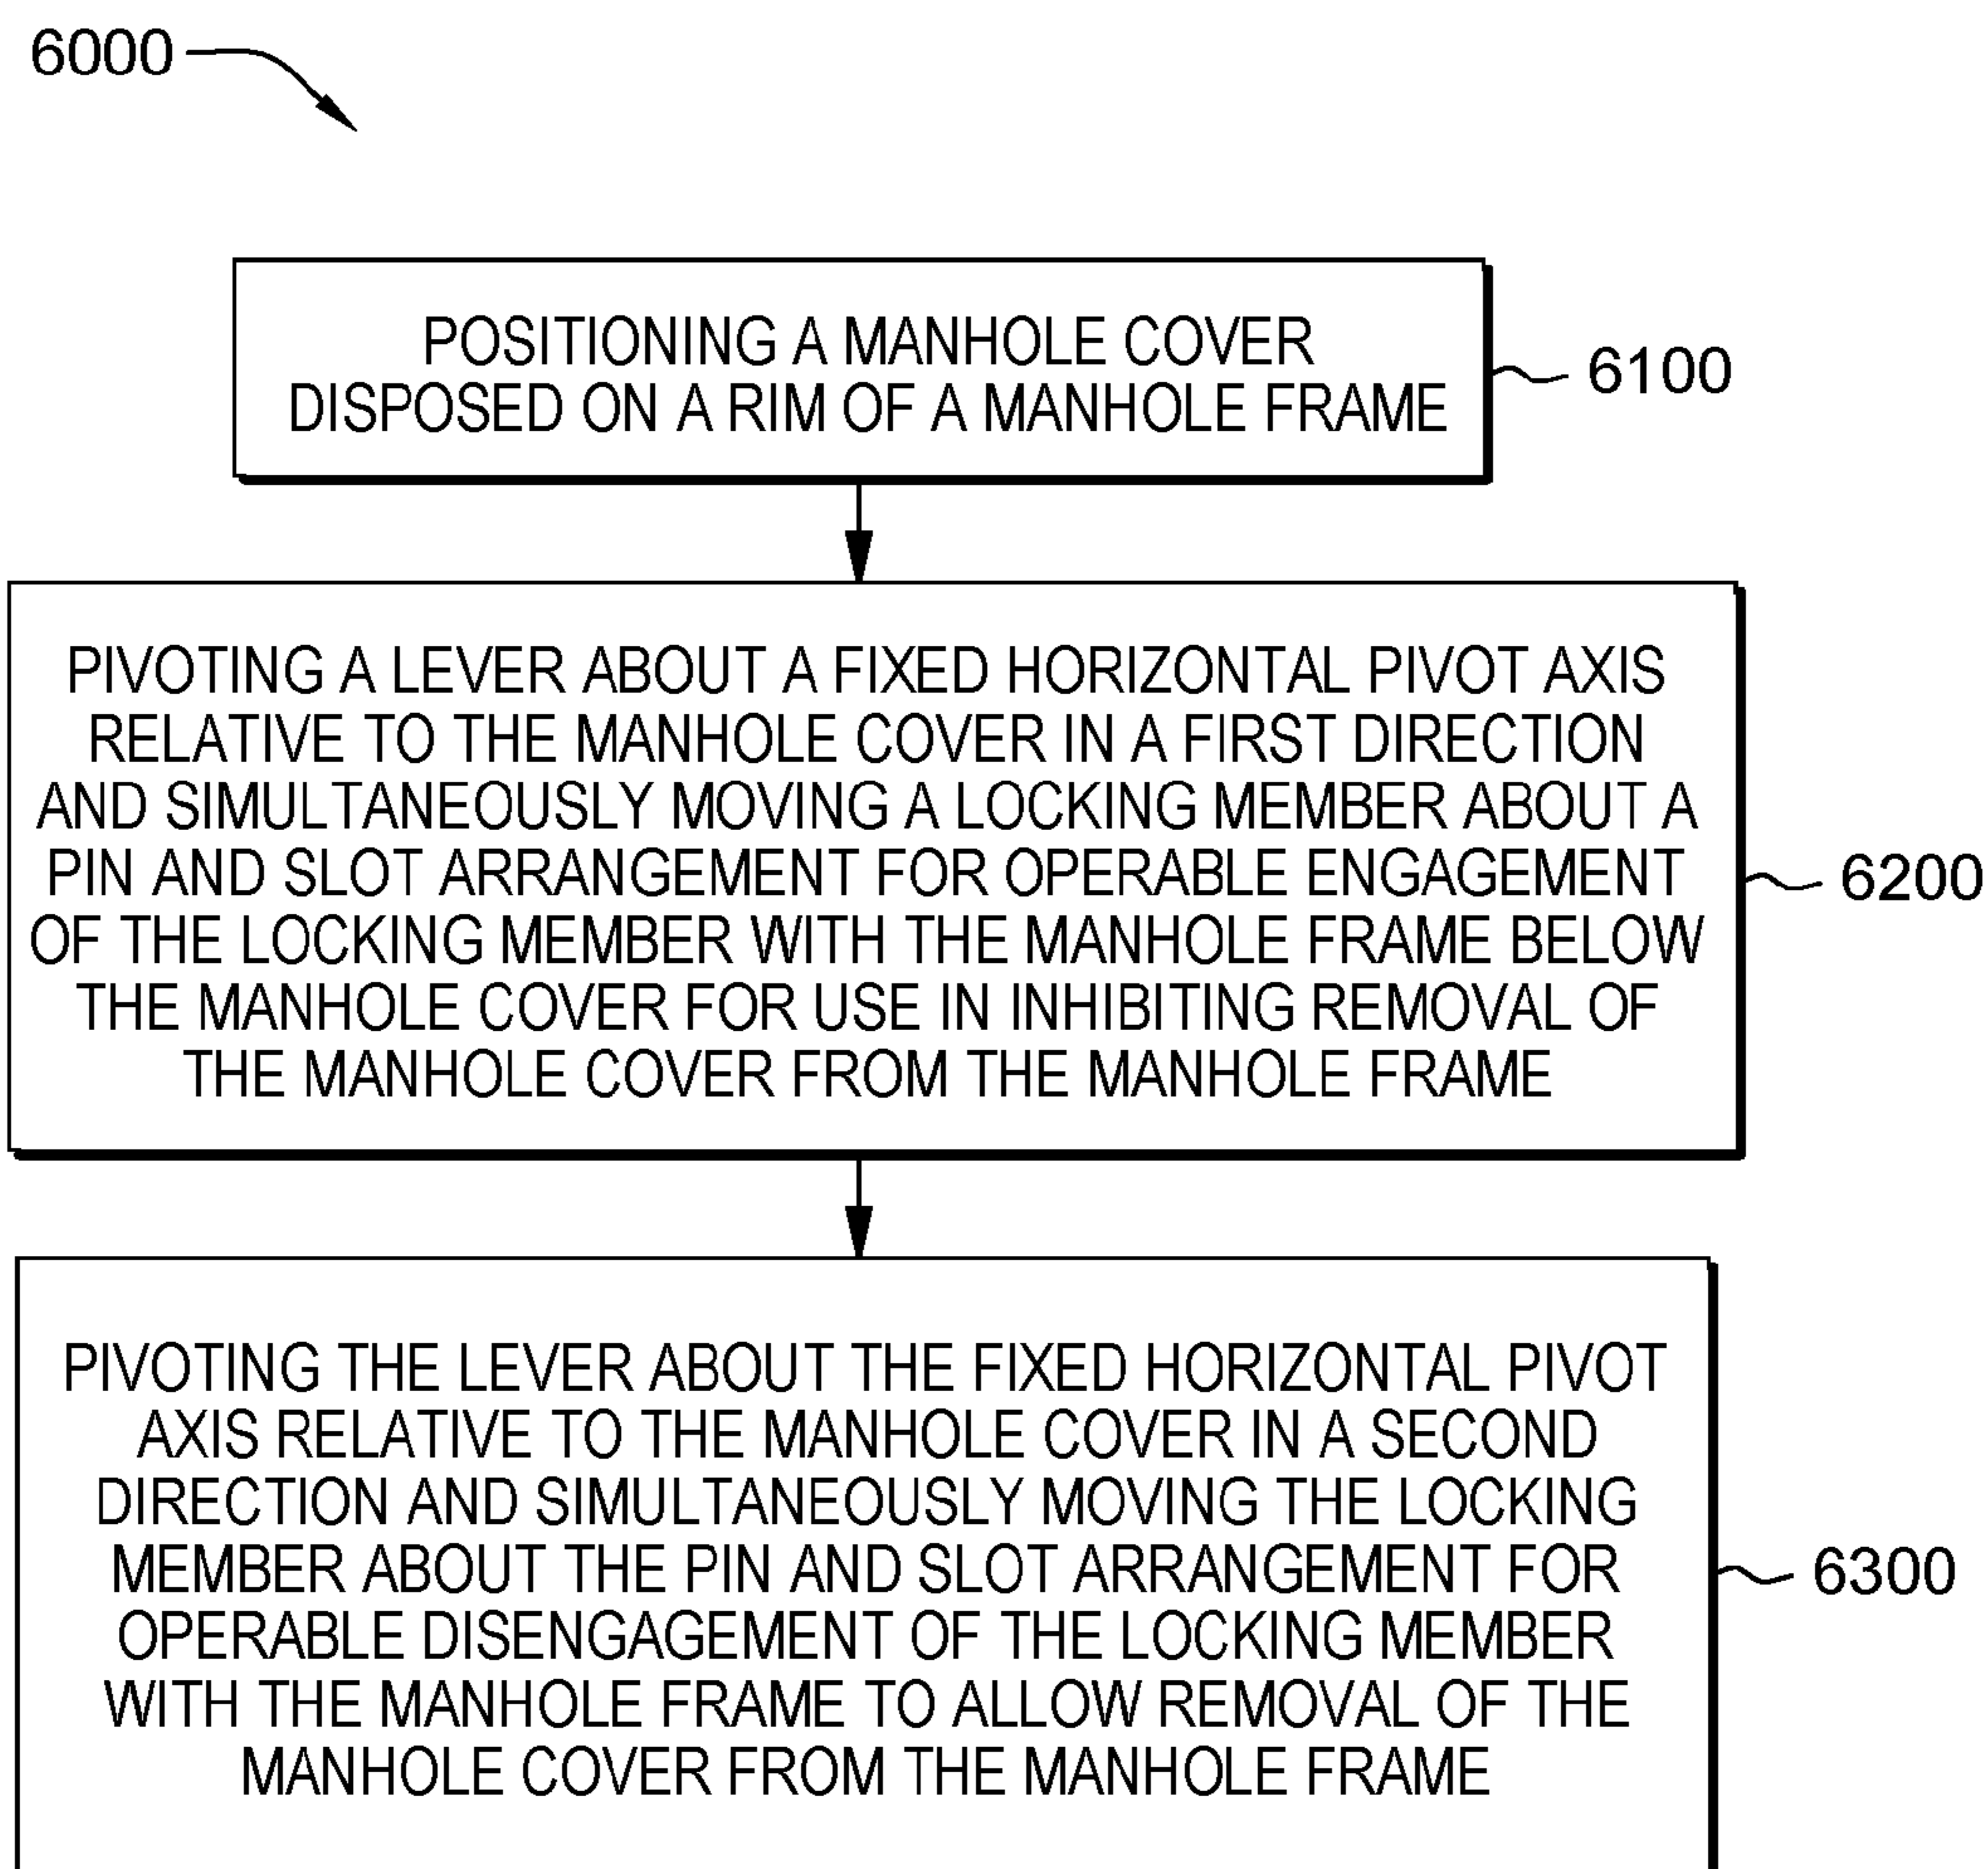 6000
POSITIONING A MANHOLE COVER
DISPOSED ON A RIM OF A MANHOLE FRAME
6100
PIVOTING A LEVER ABOUT A FIXED HORIZONTAL PIVOT AXIS
RELATIVE TO THE MANHOLE COVER IN A FIRST DIRECTION
AND SIMULTANEOUSLY MOVING A LOCKING MEMBER ABOUT A
PIN AND SLOT ARRANGEMENT FOR OPERABLE ENGAGEMENT
OF THE LOCKING MEMBER WITH THE MANHOLE FRAME BELOW
THE MANHOLE COVER FOR USE IN INHIBITING REMOVAL OF
THE MANHOLE COVER FROM THE MANHOLE FRAME
6200
PIVOTING THE LEVER ABOUT THE FIXED HORIZONTAL PIVOT
AXIS RELATIVE TO THE MANHOLE COVER IN A SECOND
DIRECTION AND SIMULTANEOUSLY MOVING THE LOCKING
MEMBER ABOUT THE PIN AND SLOT ARRANGEMENT FOR
OPERABLE DISENGAGEMENT OF THE LOCKING MEMBER
WITH THE MANHOLE FRAME TO ALLOW REMOVAL OF THE
MANHOLE COVER FROM THE MANHOLE FRAME
6300